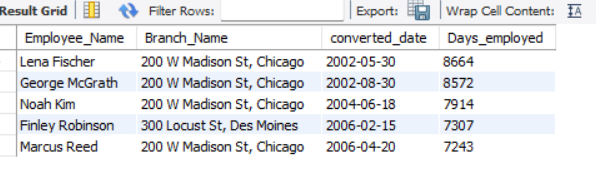 Result Grid Filter Rows: Export: Wrap Cell Content: IA
Employee_Name Branch_Name converted_date Days_employed
Lena Fischer 200 W Madison St, Chicago 2002-05-30 8664
George McGrath 200 W Madison St, Chicago 2002-08-30 8572
Noah Kim 200 W Madison St, Chicago 2004-06-18 7914
Finley Robinson 300 Locust St, Des Moines 2006-02-15 7307
Marcus Reed 200 W Madison St, Chicago 2006-04-20 7243